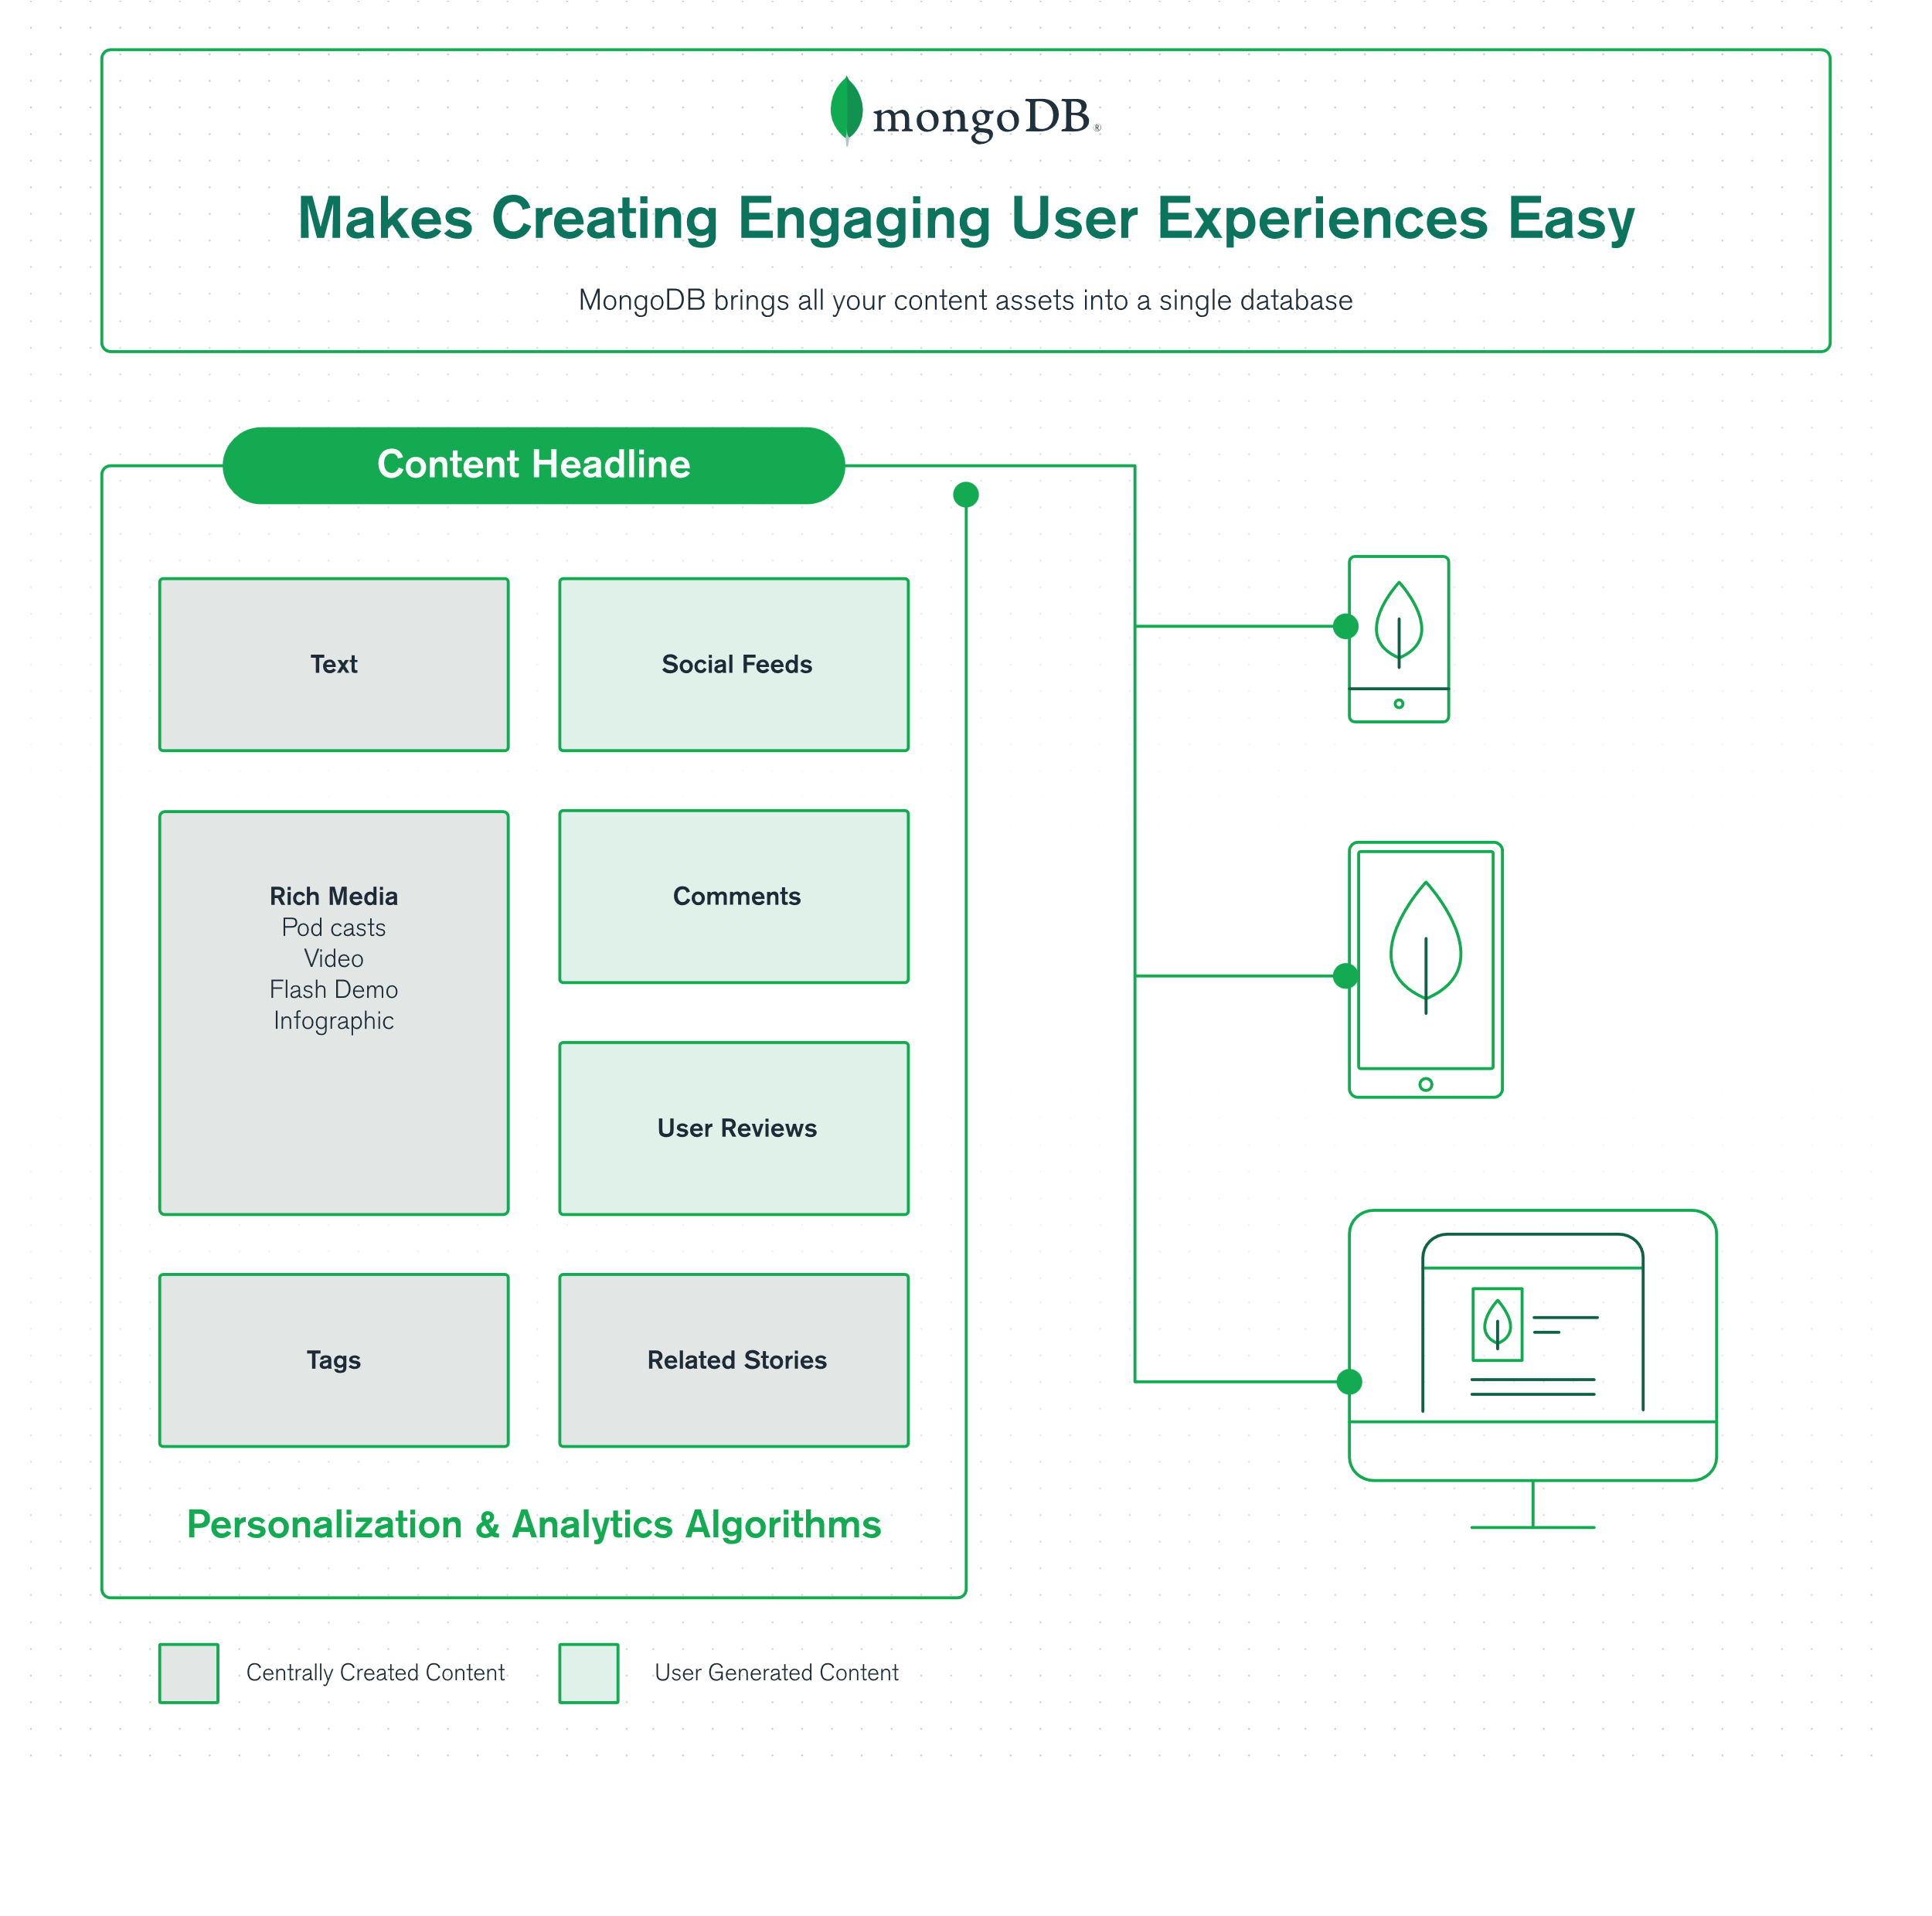 mongoDB®
Makes Creating Engaging User Experiences Easy
MongoDB brings all your content assets into a single database
Content Headline
Text
Social Feeds
Rich Media
Pod casts
Video
Flash Demo
Infographic
Comments
User Reviews
Tags
Related Stories
Personalization & Analytics Algorithms
Centrally Created Content
User Generated Content